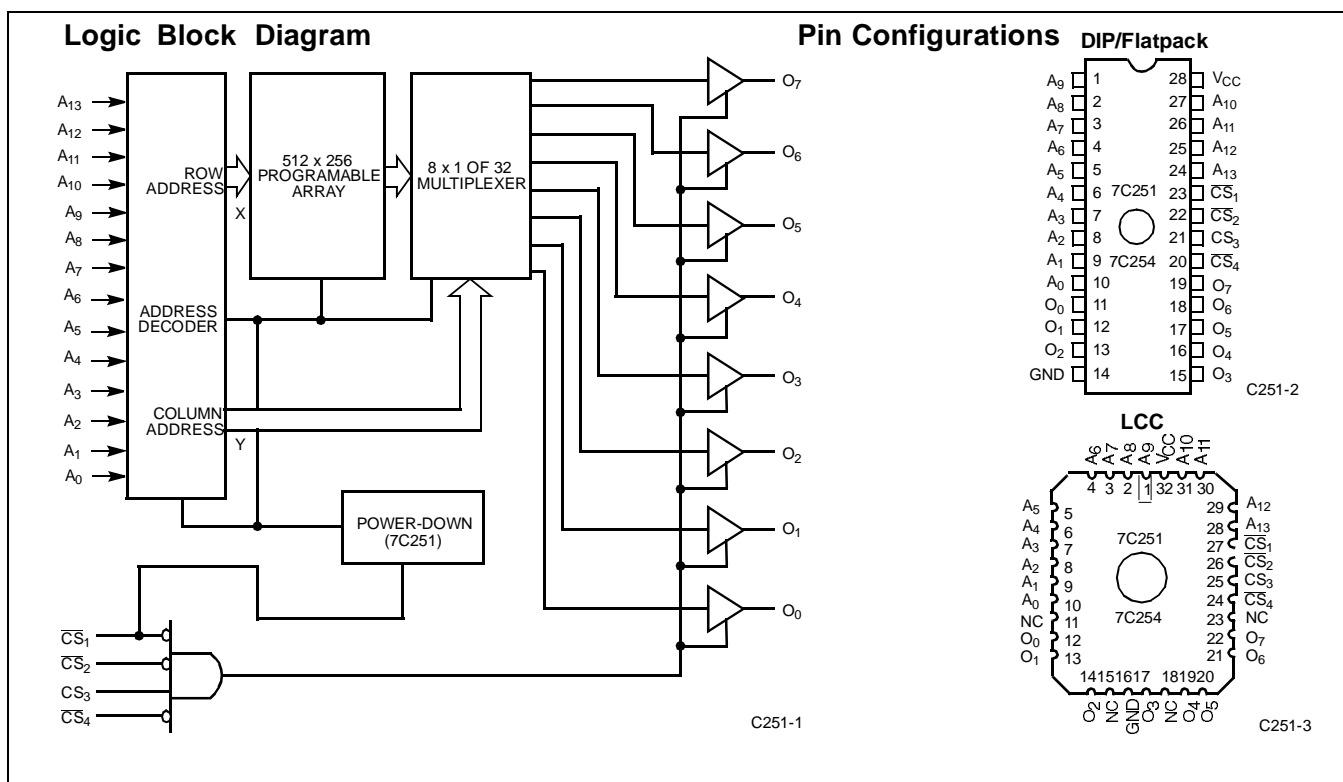 Logic Block Diagram
A13
A12
A11
A10
A9
A8
A7
A6
A5
A4
A3
A2
A1
A0
ROW
ADDRESS
X
ADDRESS
DECODER
COLUMN
ADDRESS
Y
512 x 256
PROGRAMABLE
ARRAY
8 x 1 OF 32
MULTIPLEXER
POWER-DOWN
(7C251)
O7
O6
O5
O4
O3
O2
O1
O0
C̅S̅1
C̅S̅2
CS3
C̅S̅4
C251-1
Pin Configurations
DIP/Flatpack
A9 1 28 VCC
A8 2 27 A10
A7 3 26 A11
A6 4 25 A12
A5 5 24 A13
A4 6 7C251 23 C̅S̅1
A3 7 22 C̅S̅2
A2 8 21 CS3
A1 9 7C254 20 C̅S̅4
A0 10 19 O7
O0 11 18 O6
O1 12 17 O5
O2 13 16 O4
GND 14 15 O3
C251-2
LCC
A6 A7 A8 A9 VCC A10 A11
4 3 2 1 32 31 30
A5 5 29 A12
A4 6 28 A13
A3 7 7C251 27 C̅S̅1
A2 8 26 C̅S̅2
A1 9 25 CS3
A0 10 24 C̅S̅4
NC 11 7C254 23 NC
O0 12 22 O7
O1 13 21 O6
14 15 16 17 18 19 20
O2 NC GND O3 NC O4 O5
C251-3